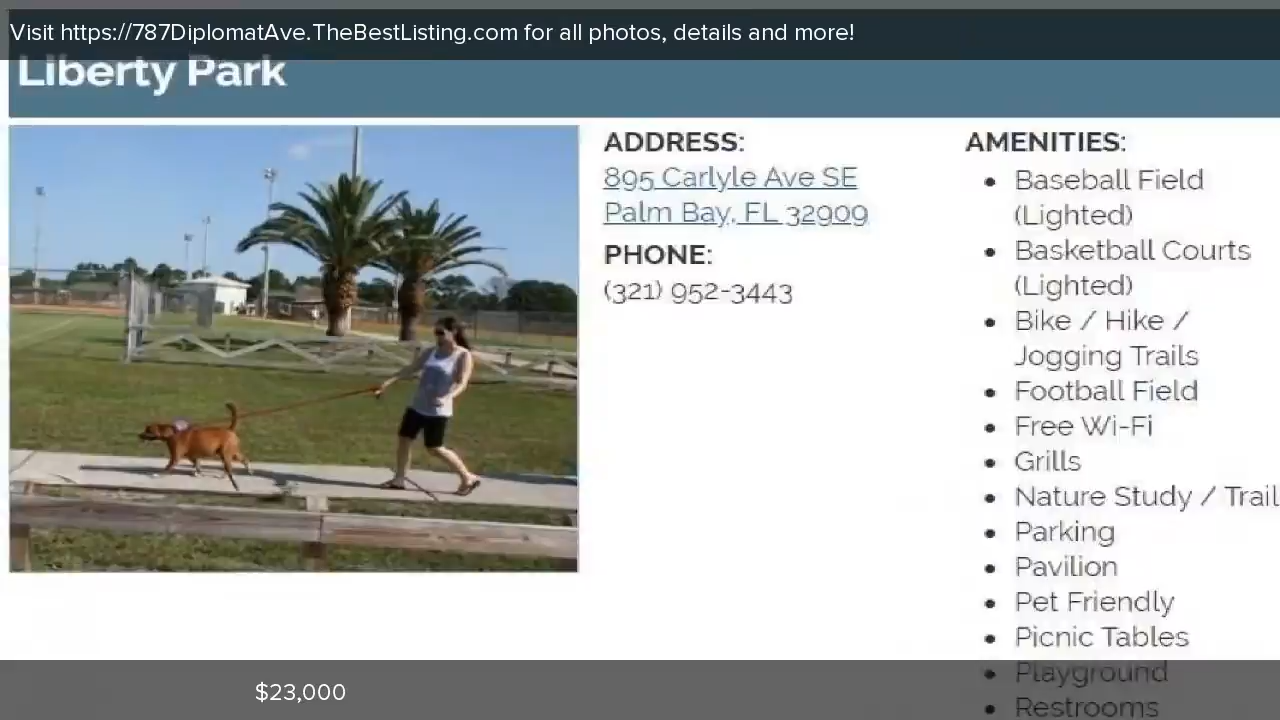 Visit https://787DiplomatAve.TheBestListing.com for all photos, details and more!
Liberty Park
ADDRESS:
895 Carlyle Ave SE
Palm Bay, FL 32909
PHONE:
(321) 952-3443
AMENITIES:
Baseball Field
(Lighted)
Basketball Courts
(Lighted)
Bike / Hike /
Jogging Trails
Football Field
Free Wi-Fi
Grills
Nature Study / Trail
Parking
Pavilion
Pet Friendly
Picnic Tables
Playground
Restrooms
$23,000